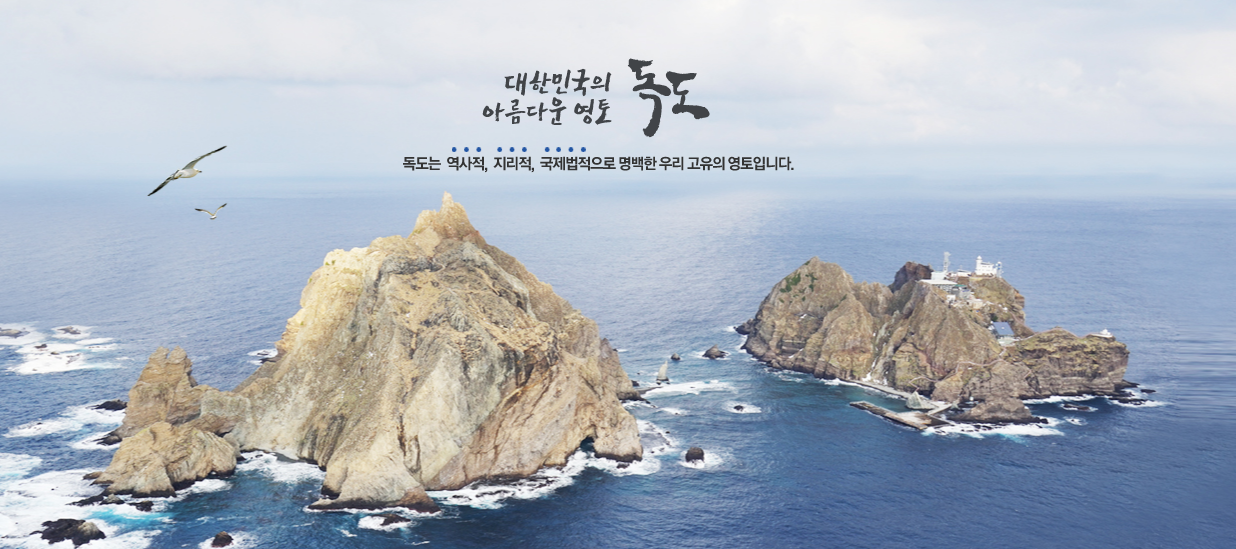 대한민국의
아름다운 영토
독도
독도는 역사적, 지리적, 국제법적으로 명백한 우리 고유의 영토입니다.